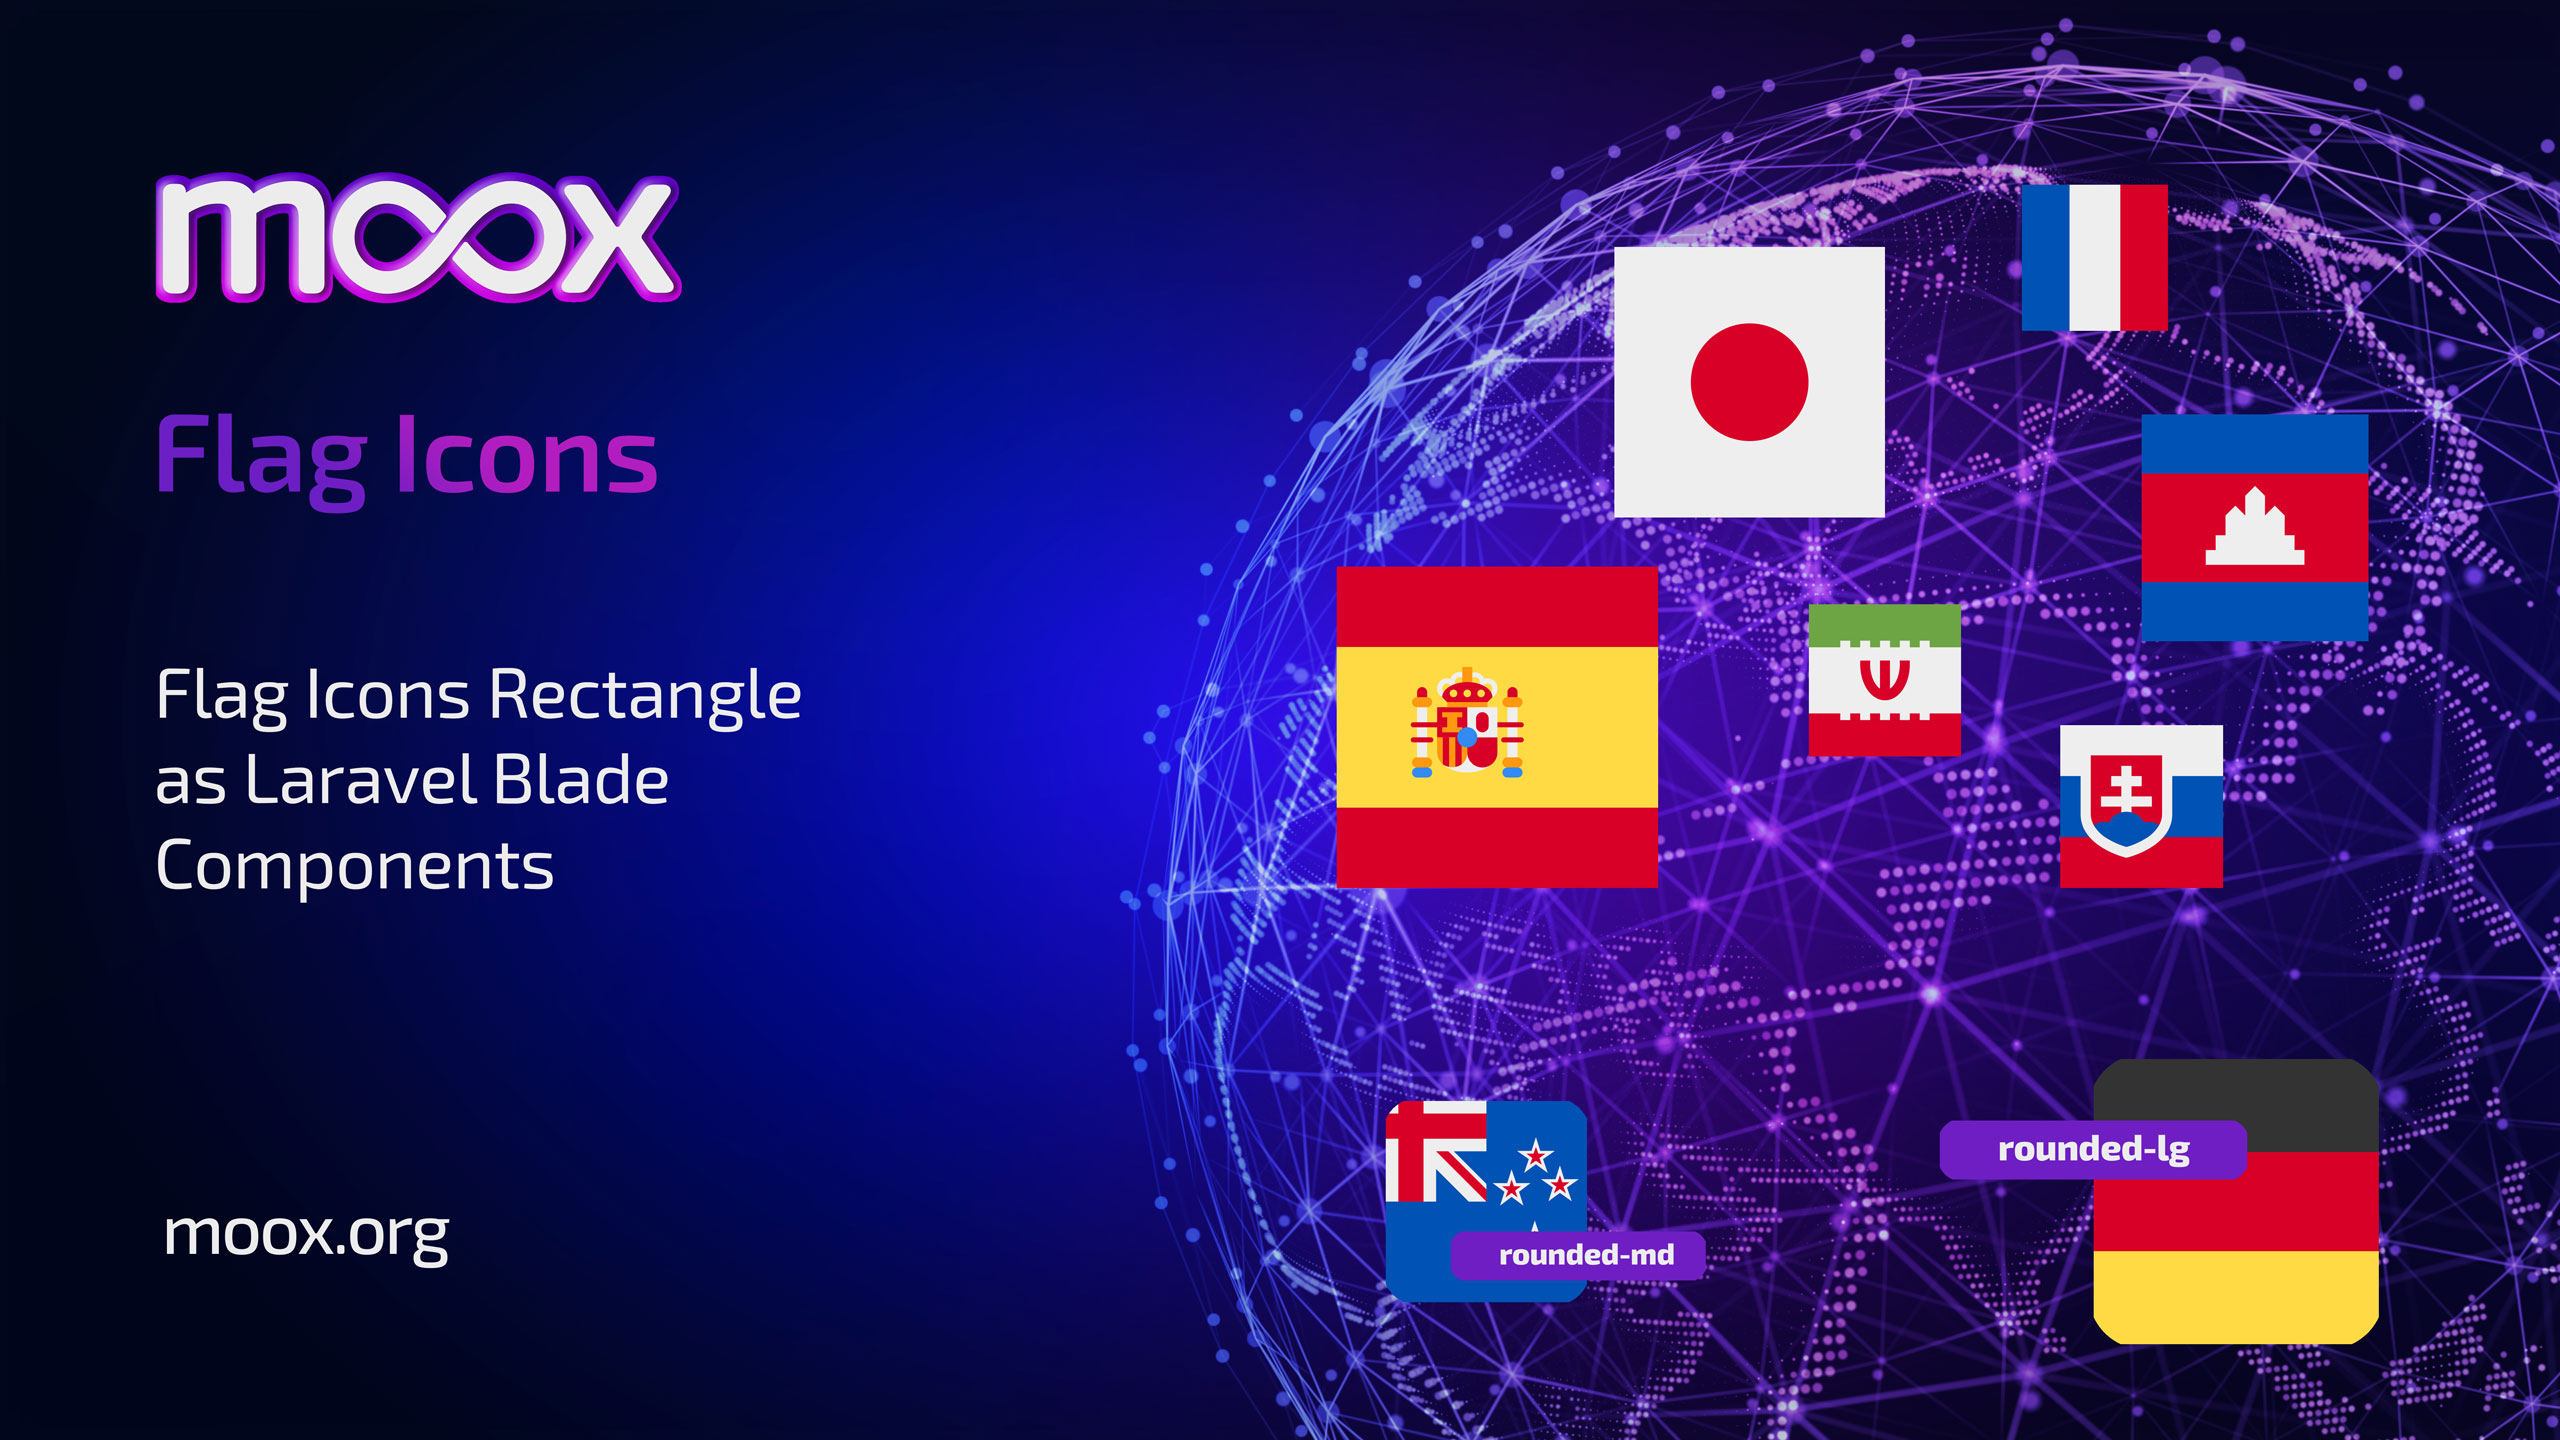 moox
Flag Icons
Flag Icons Rectangle
as Laravel Blade
Components
moox.org
rounded-md
rounded-lg